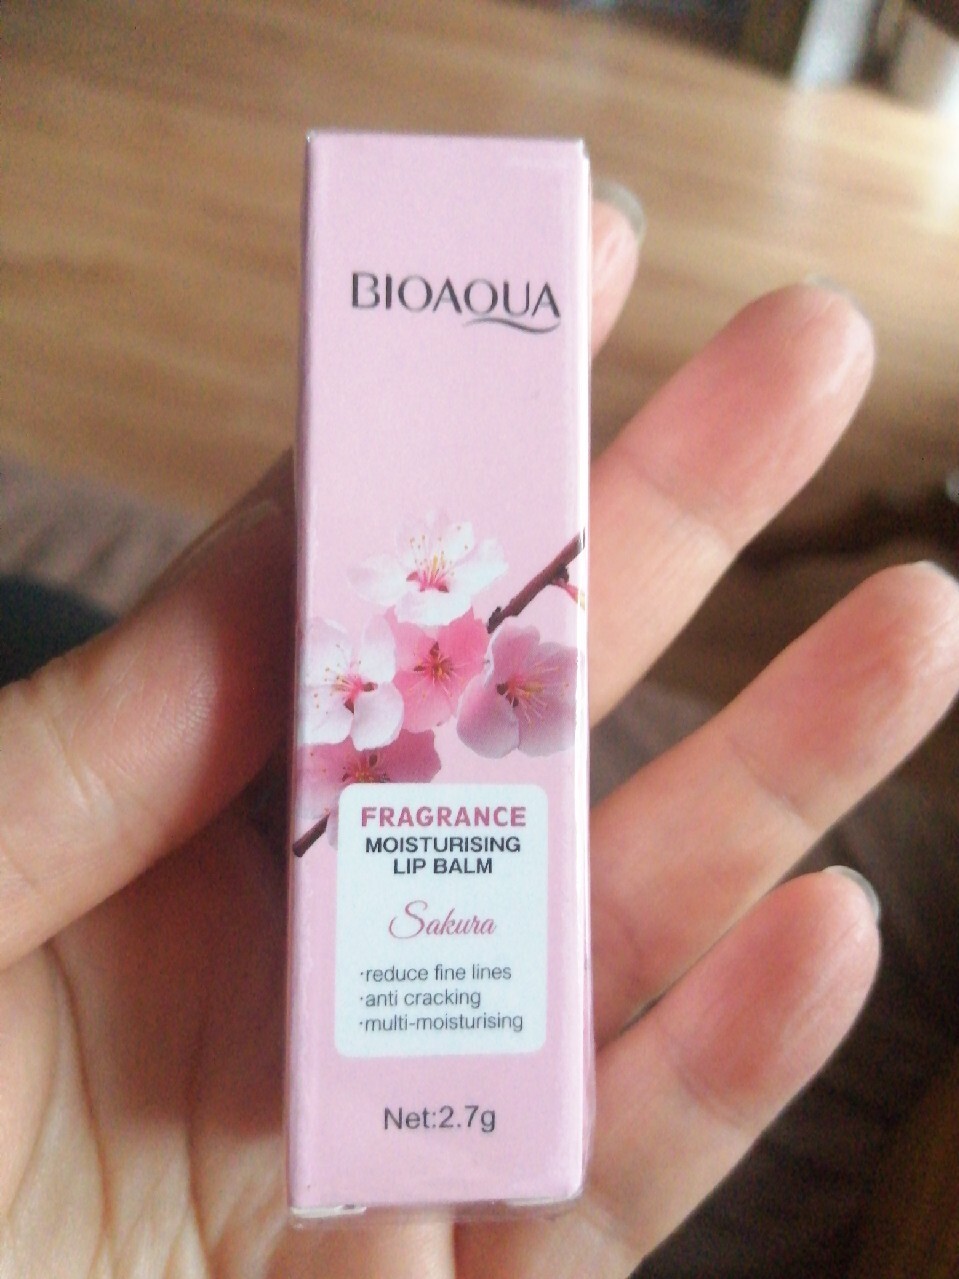 BIOAQUA
FRAGRANCE
MOISTURISING
LIP BALM
Sakura
·reduce fine lines
·anti cracking
·multi-moisturising
Net:2.7g